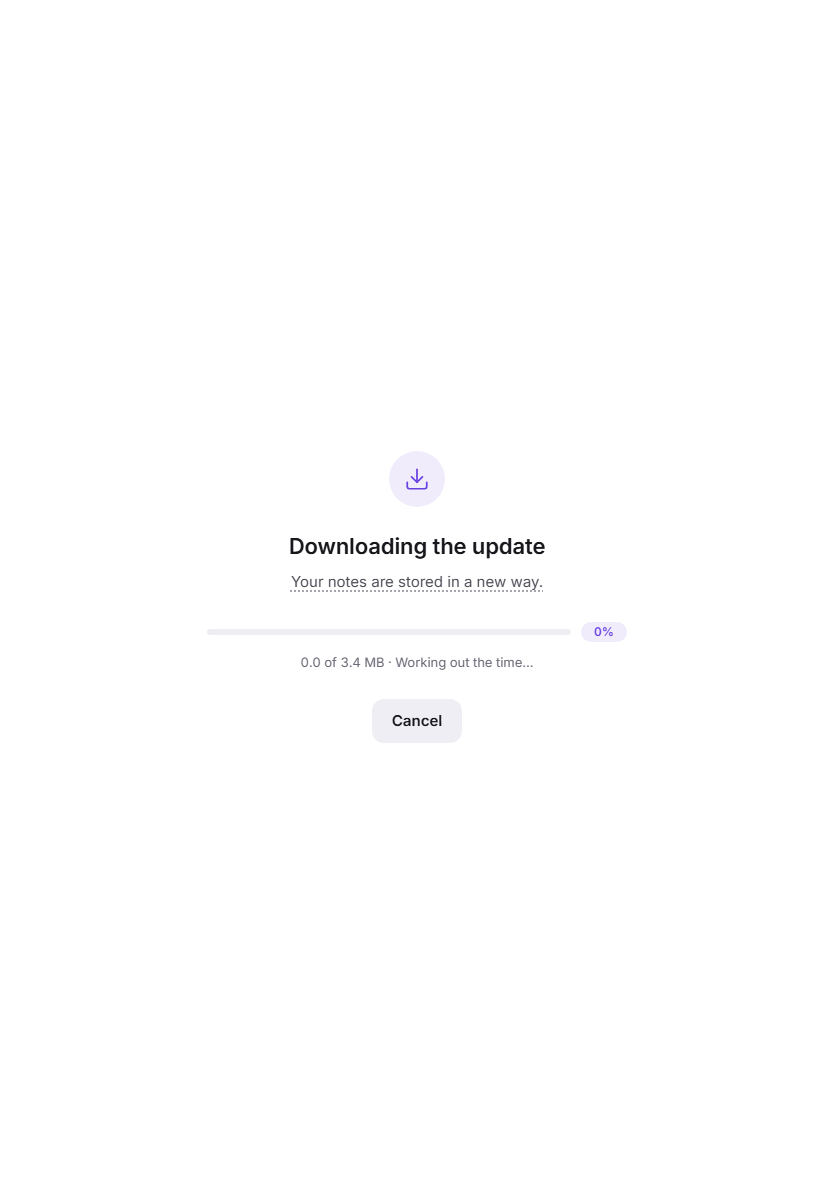 Downloading the update
Your notes are stored in a new way.
0%
0.0 of 3.4 MB · Working out the time...
Cancel